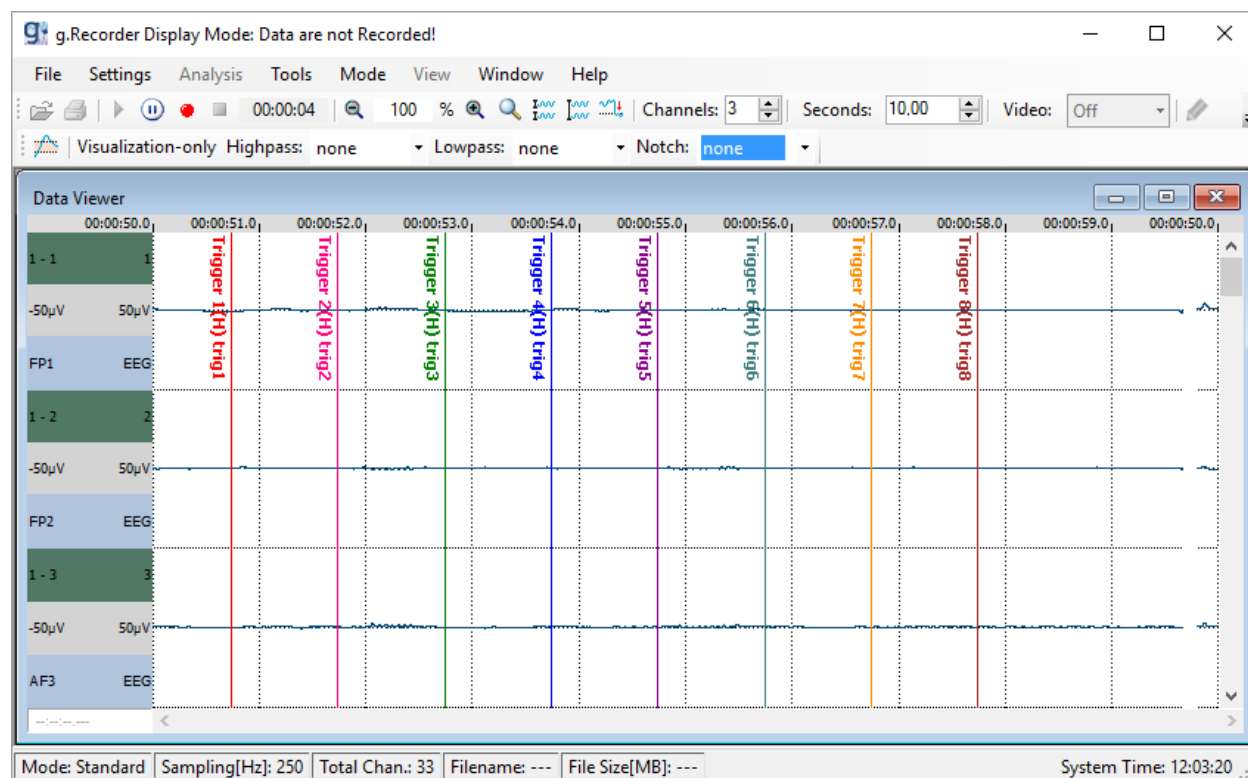 g.Recorder Display Mode: Data are not Recorded!
File Settings Analysis Tools Mode View Window Help
00:00:04 100 % Channels: 3 Seconds: 10,00 Video: Off
Visualization-only Highpass: none Lowpass: none Notch: none
Data Viewer
00:00:50.0 00:00:51.0 00:00:52.0 00:00:53.0 00:00:54.0 00:00:55.0 00:00:56.0 00:00:57.0 00:00:58.0 00:00:59.0 00:00:50.0
Trigger 1(H) trig1
Trigger 2(H) trig2
Trigger 3(H) trig3
Trigger 4(H) trig4
Trigger 5(H) trig5
Trigger 6(H) trig6
Trigger 7(H) trig7
Trigger 8(H) trig8
1 - 1 1
-50µV 50µV
FP1 EEG
1 - 2 2
-50µV 50µV
FP2 EEG
1 - 3 3
-50µV 50µV
AF3 EEG
--:--:--.---
Mode: Standard Sampling[Hz]: 250 Total Chan.: 33 Filename: --- File Size[MB]: --- System Time: 12:03:20